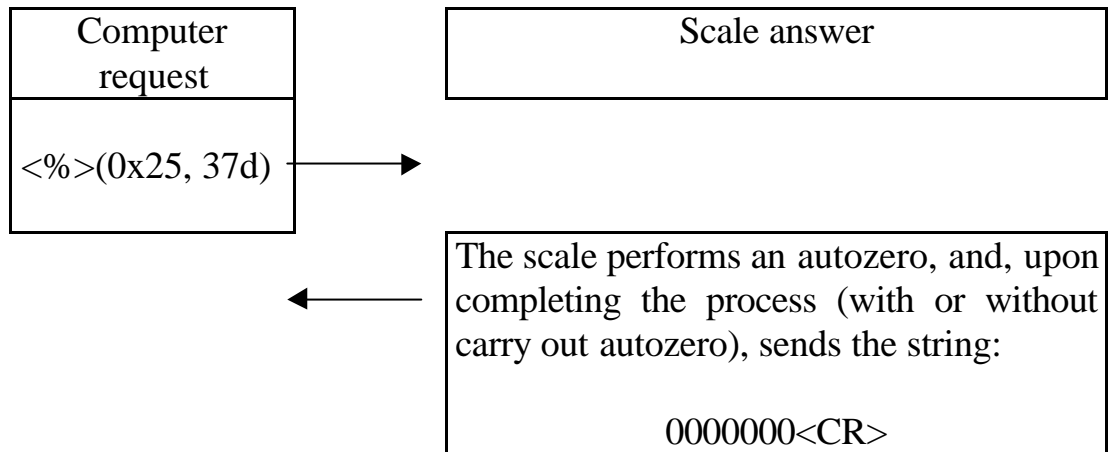 Computer
request
Scale answer
<%>(0x25, 37d)
The scale performs an autozero, and, upon
completing the process (with or without
carry out autozero), sends the string:
0000000<CR>